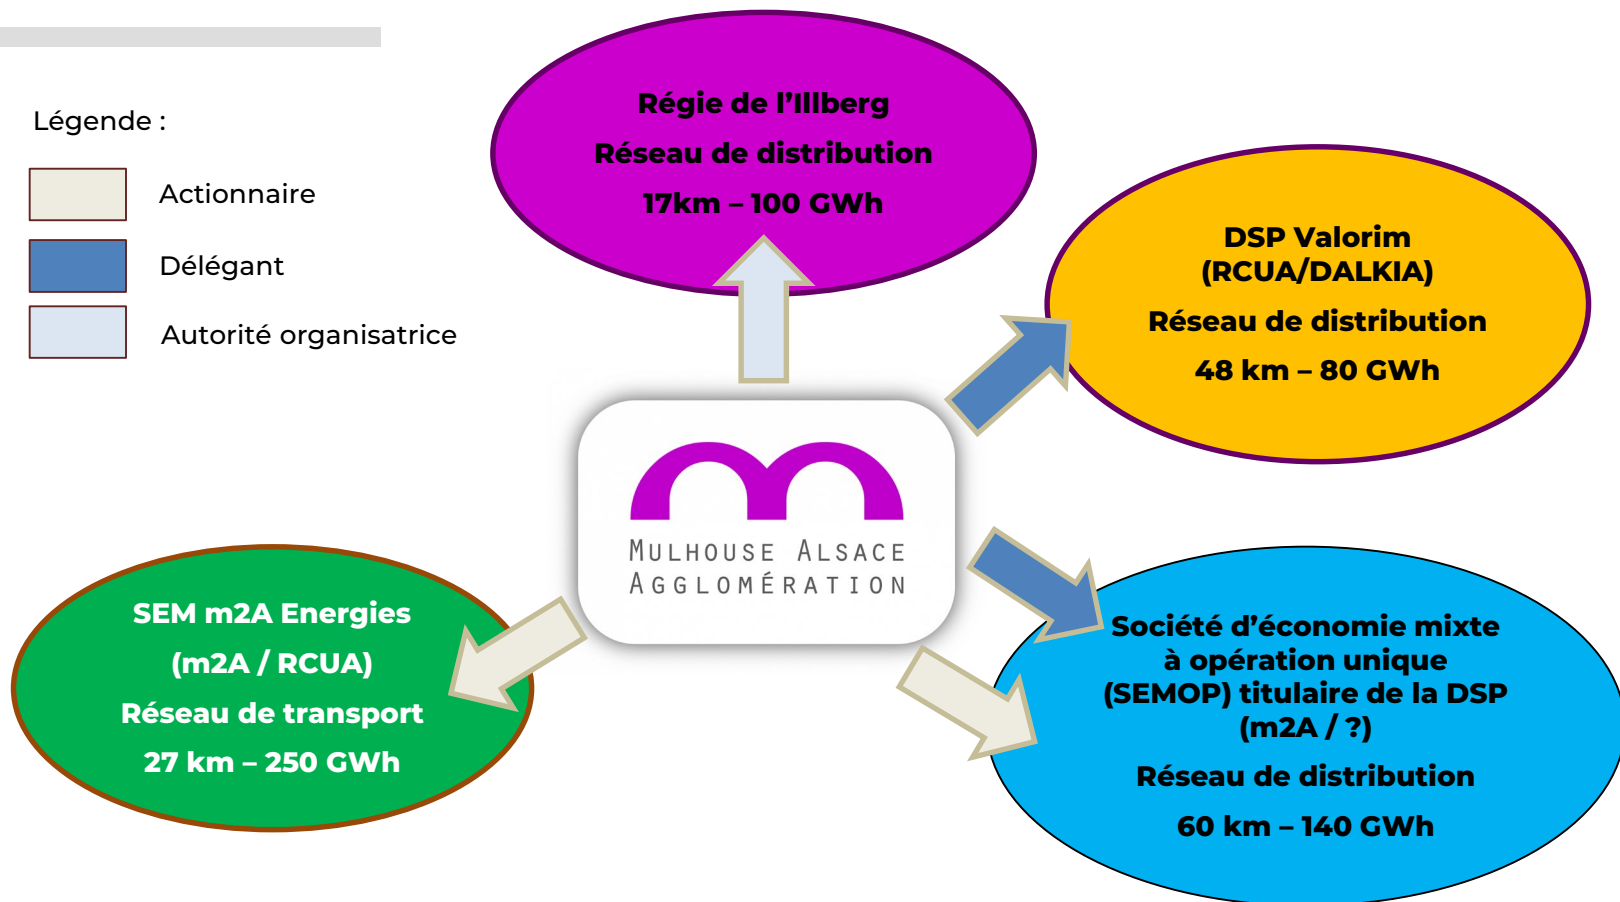 Légende :
Actionnaire
Délégant
Autorité organisatrice
Régie de l’Illberg
Réseau de distribution
17km – 100 GWh
DSP Valorim
(RCUA/DALKIA)
Réseau de distribution
48 km – 80 GWh
MULHOUSE ALSACE
AGGLOMÉRATION
SEM m2A Energies
(m2A / RCUA)
Réseau de transport
27 km – 250 GWh
Société d’économie mixte
à opération unique
(SEMOP) titulaire de la DSP
(m2A / ?)
Réseau de distribution
60 km – 140 GWh